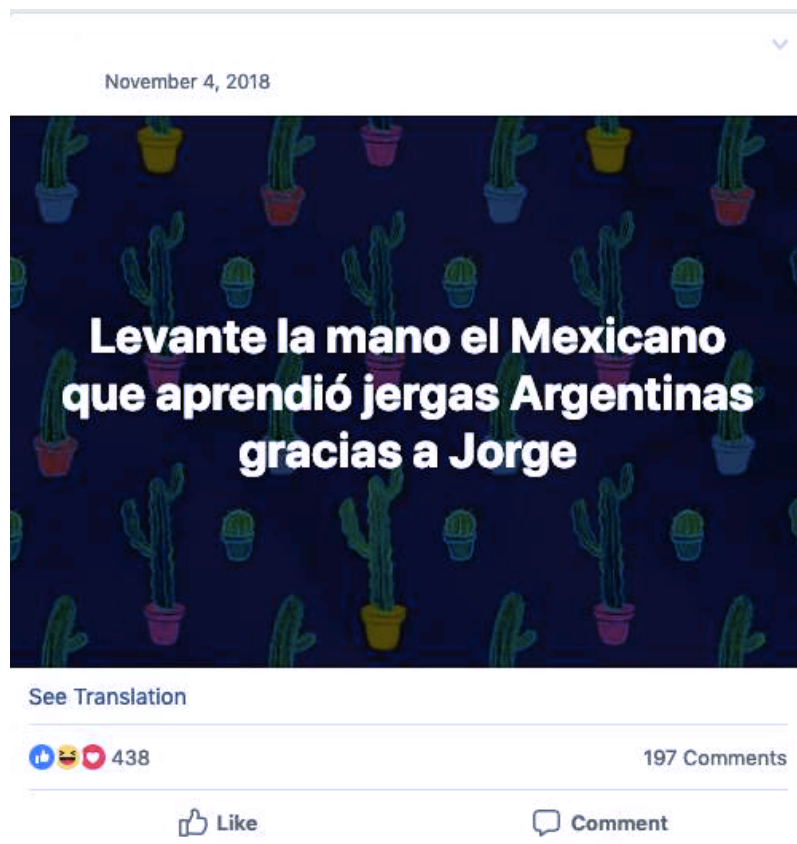 November 4, 2018
Levante la mano el Mexicano
que aprendió jergas Argentinas
gracias a Jorge
See Translation
438
197 Comments
Like
Comment